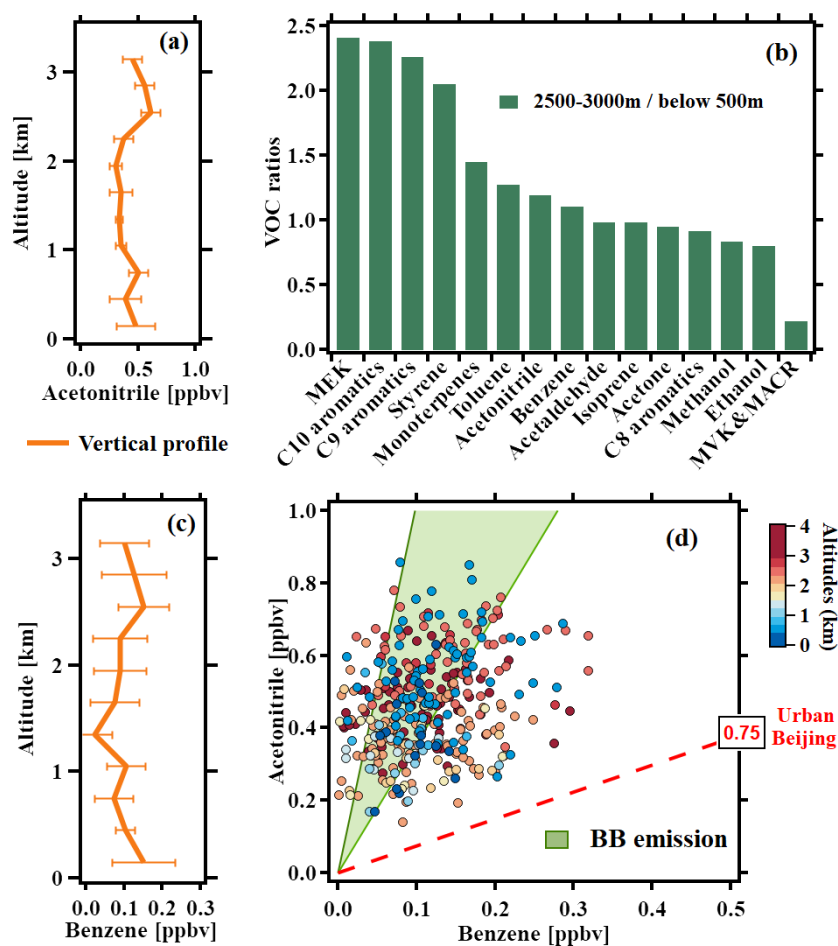 (a)
Altitude [km]
3
2
1
0
0.0 0.5 1.0
Acetonitrile [ppbv]
Vertical profile
(b)
2500-3000m / below 500m
VOC ratios
2.5
2.0
1.5
1.0
0.5
0.0
MEK
C10 aromatics
C9 aromatics
Styrene
Monoterpenes
Toluene
Acetonitrile
Benzene
Acetaldehyde
Isoprene
Acetone
C8 aromatics
Methanol
Ethanol
MVK&MACR
(c)
Altitude [km]
3
2
1
0
0.0 0.1 0.2 0.3
Benzene [ppbv]
(d)
Acetonitrile [ppbv]
1.0
0.8
0.6
0.4
0.2
0.0
0.0 0.1 0.2 0.3 0.4 0.5
Benzene [ppbv]
BB emission
0.75
Urban
Beijing
4
3
2
1
0
Altitudes (km)